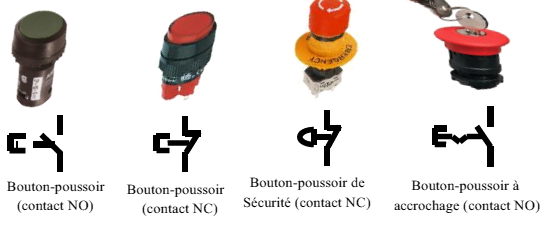 EMERGENCY
Bouton-poussoir
(contact NO)
Bouton-poussoir
(contact NC)
Bouton-poussoir de
Sécurité (contact NC)
Bouton-poussoir à
accrochage (contact NO)